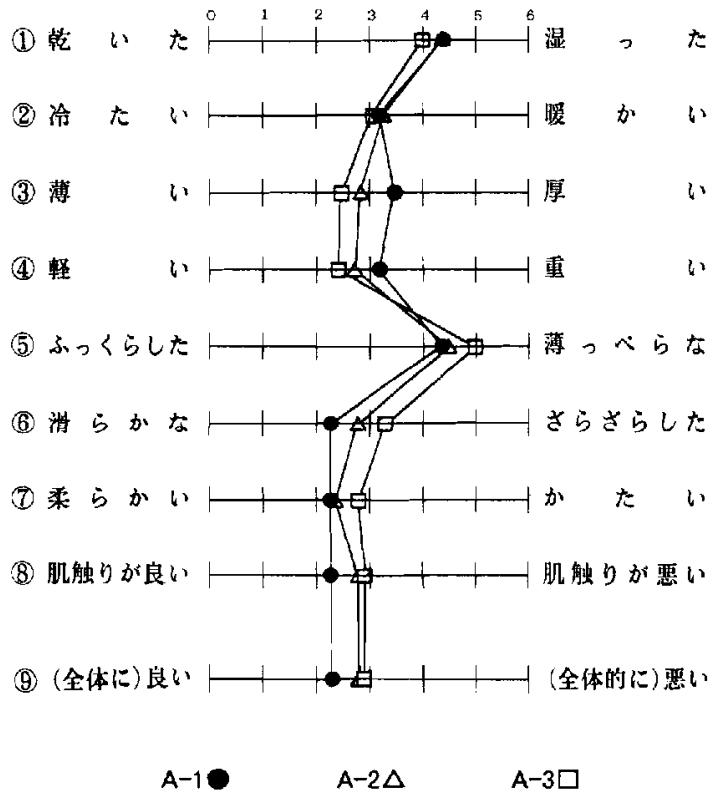 0 1 2 3 4 5 6
① 乾いた 湿った
② 冷たい 暖かい
③ 薄い 厚い
④ 軽い 重い
⑤ ふっくらした 薄っぺらな
⑥ 滑らかな ざらざらした
⑦ 柔らかい かたい
⑧ 肌触りが良い 肌触りが悪い
⑨ (全体に)良い (全体的に)悪い
A-1● A-2△ A-3□